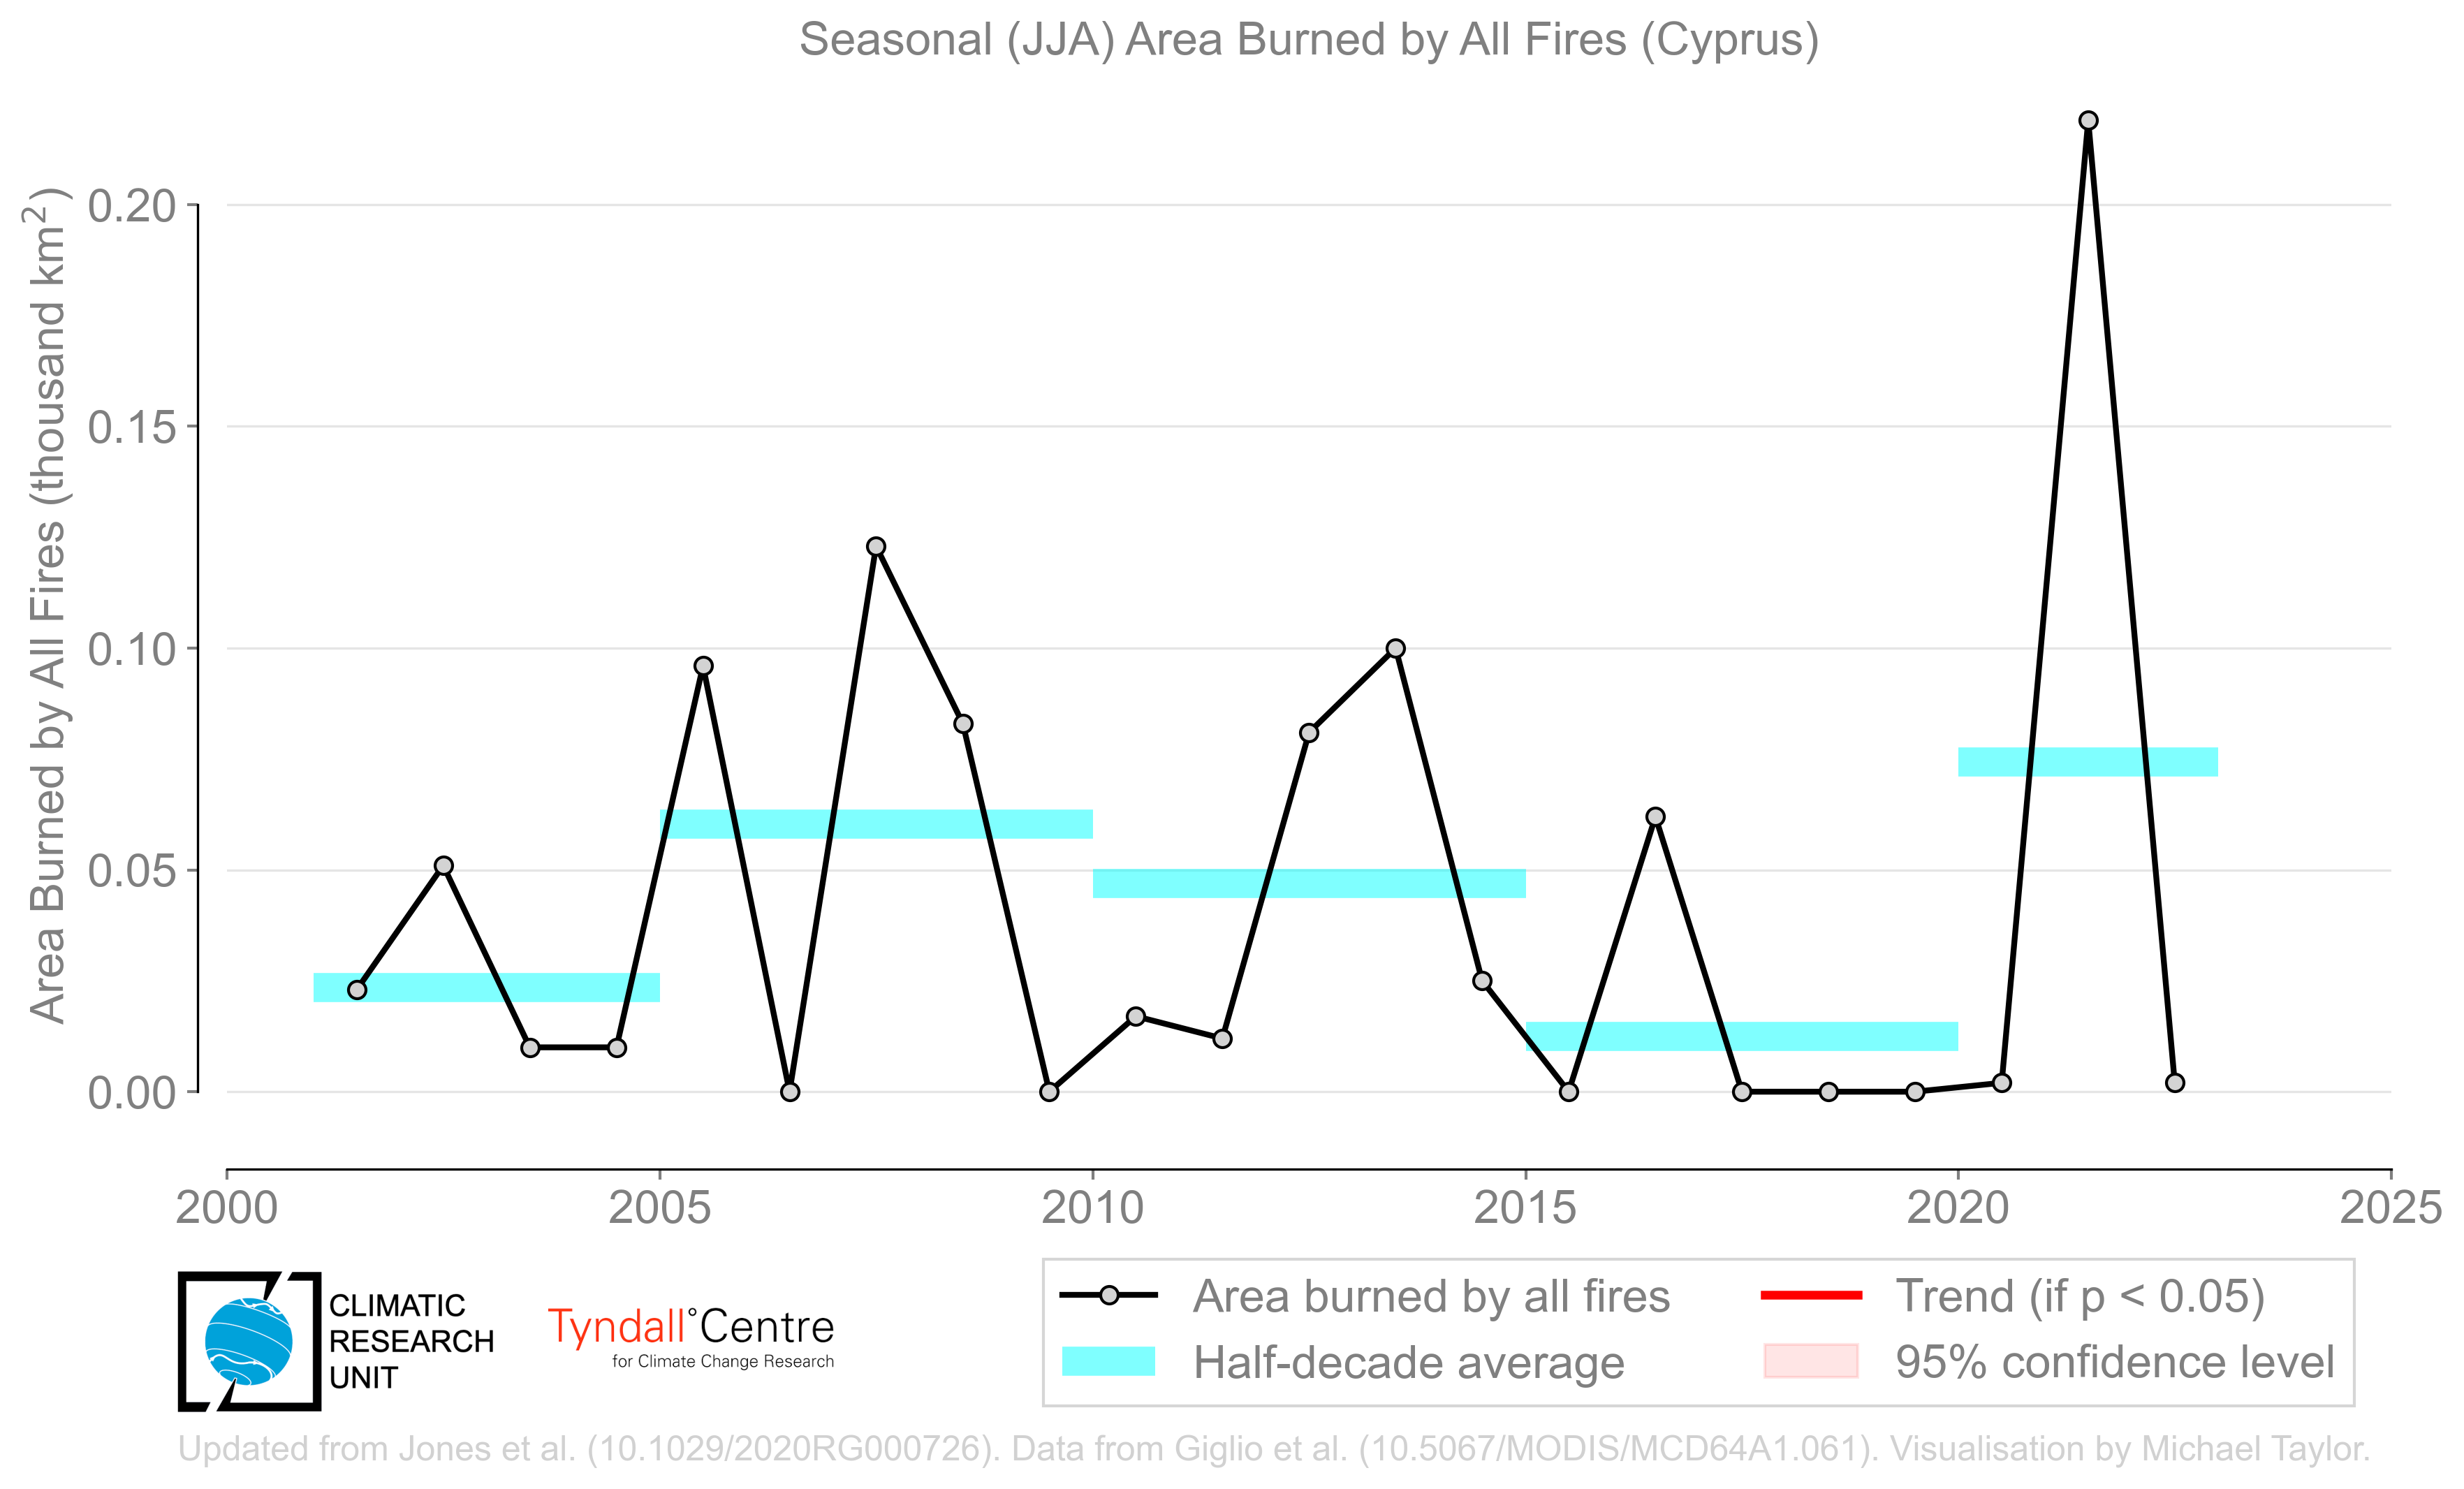 Seasonal (JJA) Area Burned by All Fires (Cyprus)
Area Burned by All Fires (thousand km²)
0.20
0.15
0.10
0.05
0.00
2000 2005 2010 2015 2020 2025
CLIMATIC
RESEARCH
UNIT
Tyndall°Centre
for Climate Change Research
Area burned by all fires
Half-decade average
Trend (if p < 0.05)
95% confidence level
Updated from Jones et al. (10.1029/2020RG000726). Data from Giglio et al. (10.5067/MODIS/MCD64A1.061). Visualisation by Michael Taylor.